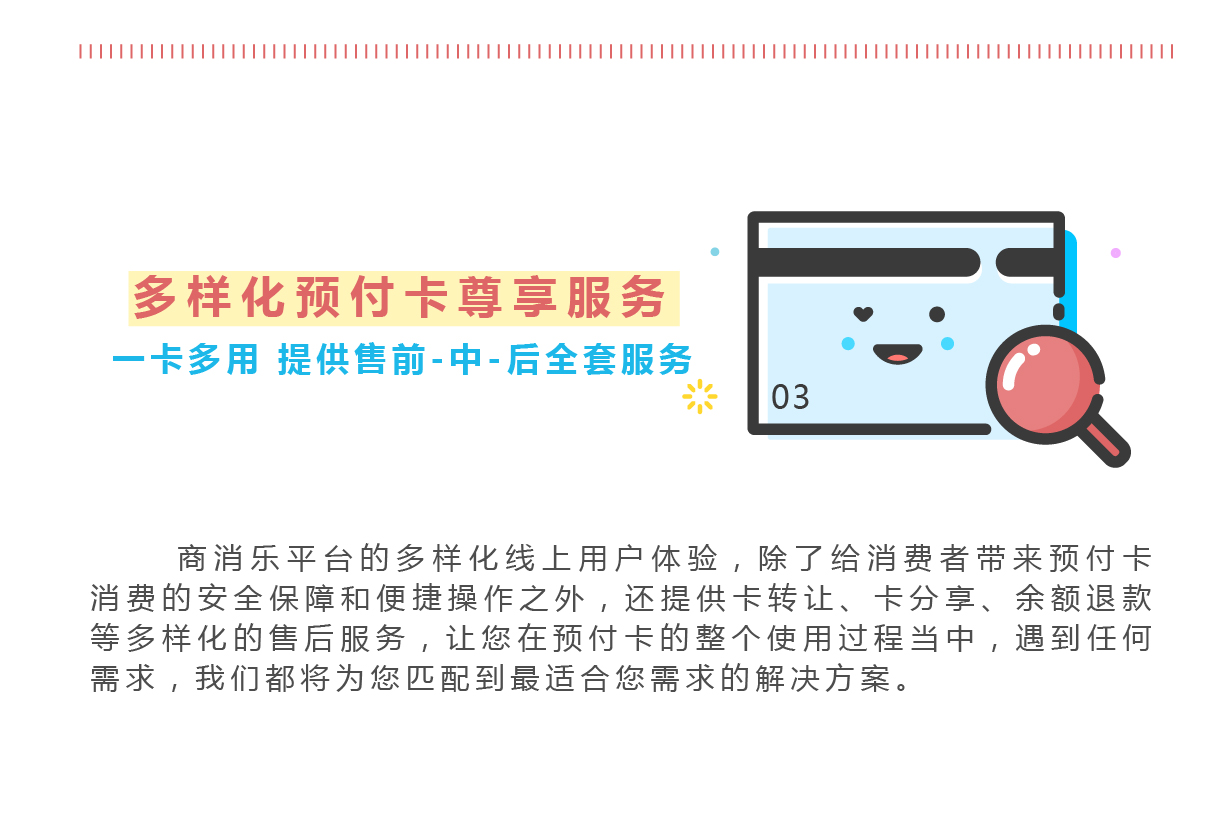 多样化预付卡尊享服务
一卡多用 提供售前-中-后全套服务
03
商消乐平台的多样化线上用户体验，除了给消费者带来预付卡
消费的安全保障和便捷操作之外，还提供卡转让、卡分享、余额退款
等多样化的售后服务，让您在预付卡的整个使用过程当中，遇到任何
需求，我们都将为您匹配到最适合您需求的解决方案。